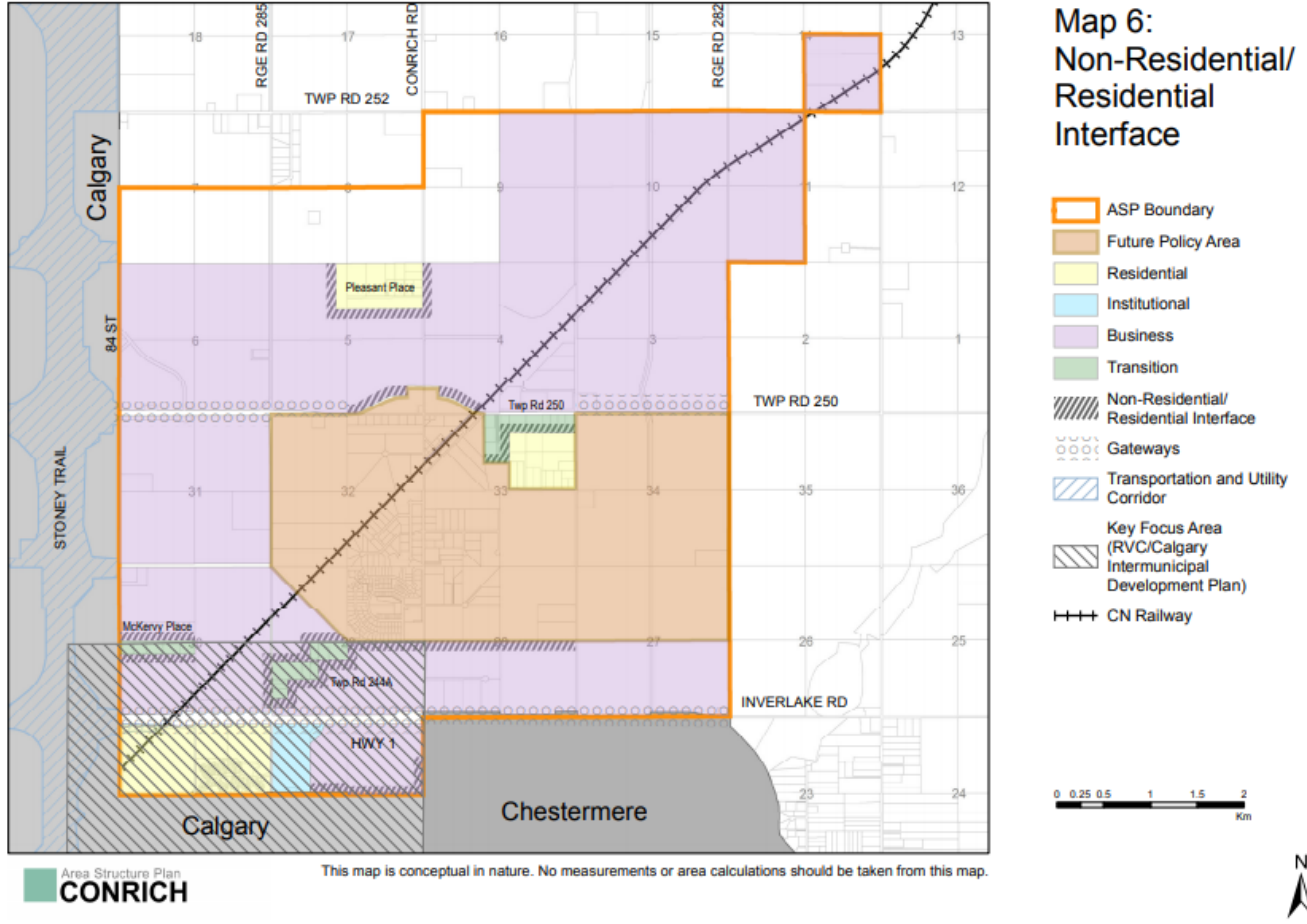 Map 6:
Non-Residential/
Residential
Interface
ASP Boundary
Future Policy Area
Residential
Institutional
Business
Transition
Non-Residential/
Residential Interface
Gateways
Transportation and Utility
Corridor
Key Focus Area
(RVC/Calgary
Intermunicipal
Development Plan)
CN Railway
0 0.25 0.5 1 1.5 2
Km
N
18 17 16 15 14 13
RGE RD 285
CONRICH RD
RGE RD 282
TWP RD 252
Calgary
7 8 9 10 11 12
Pleasant Place
84 ST
6 5 4 3 2 1
Twp Rd 250
TWP RD 250
STONEY TRAIL
31 32 33 34 35 36
McKervy Place
28 27 26 25
Twp Rd 244A
INVERLAKE RD
HWY 1
23 24
Calgary
Chestermere
Area Structure Plan
CONRICH
This map is conceptual in nature. No measurements or area calculations should be taken from this map.